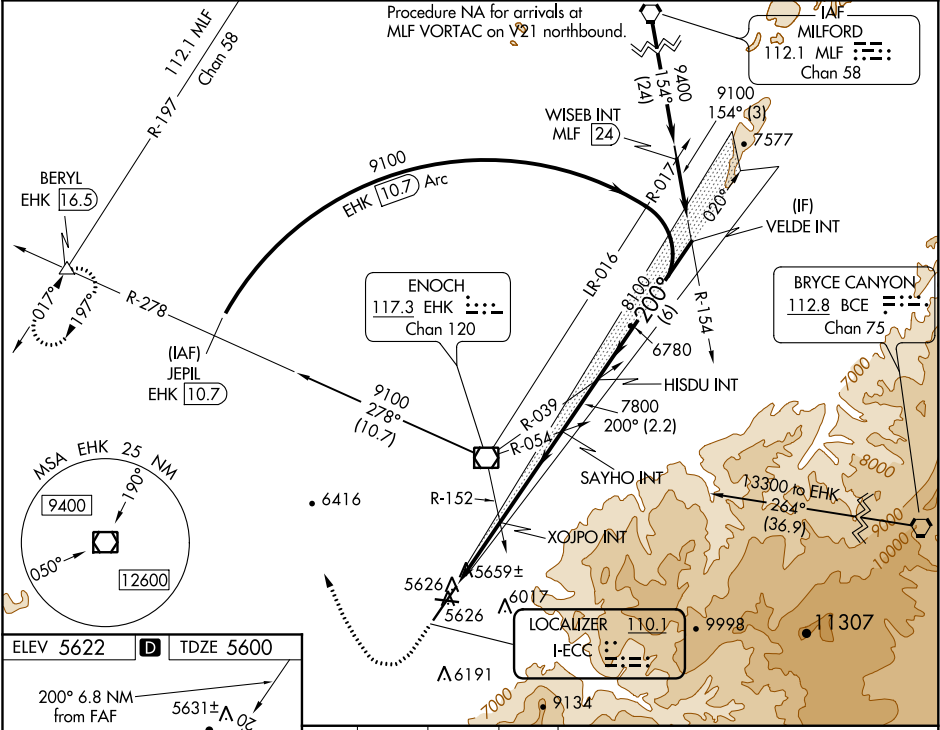 Procedure NA for arrivals at
MLF VORTAC on V21 northbound.
IAF
MILFORD
112.1 MLF
Chan 58
112.1 MLF
Chan 58
R-197
9400
154°
(24)
9100
154° (3)
7577
WISEB INT
MLF 24
BERYL
EHK 16.5
9100
EHK 10.7 Arc
R-017
LR-016
020°
(IF)
VELDE INT
017°
197°
R-278
ENOCH
117.3 EHK
Chan 120
8100
200°
(6)
R-154
BRYCE CANYON
112.8 BCE
Chan 75
6780
(IAF)
JEPIL
EHK 10.7
HISDU INT
7000
9100
278°
(10.7)
R-039
R-054
7800
200° (2.2)
8000
MSA EHK 25 NM
190°
9400
050°
12600
6416
R-152
SAYHO INT
13300 to EHK
264°
(36.9)
9000
10000
XOJPO INT
5659±
5626
5626
6017
LOCALIZER 110.1
I-ECC
9998
11307
6191
7000
9134
ELEV 5622 D TDZE 5600
200° 6.8 NM
from FAF
5631±
20